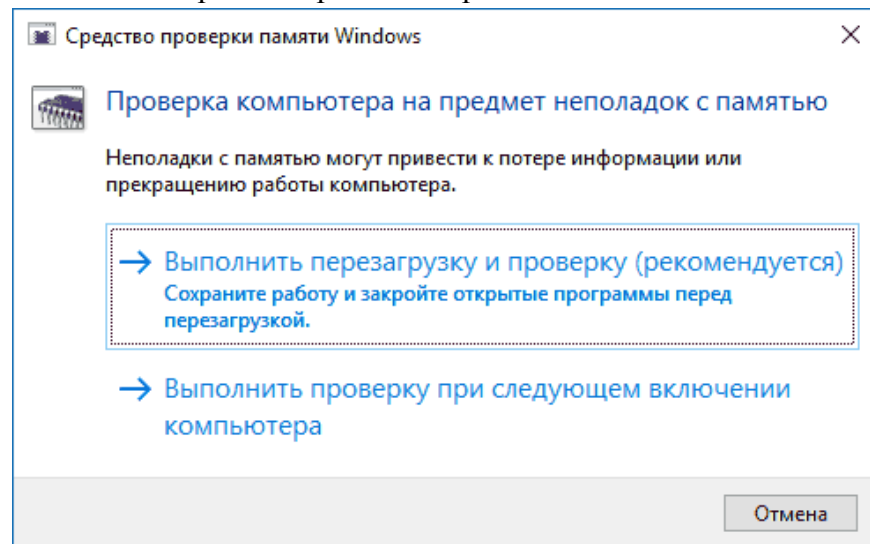 Средство проверки памяти Windows
Проверка компьютера на предмет неполадок с памятью
Неполадки с памятью могут привести к потере информации или
прекращению работы компьютера.
Выполнить перезагрузку и проверку (рекомендуется)
Сохраните работу и закройте открытые программы перед
перезагрузкой.
Выполнить проверку при следующем включении
компьютера
Отмена